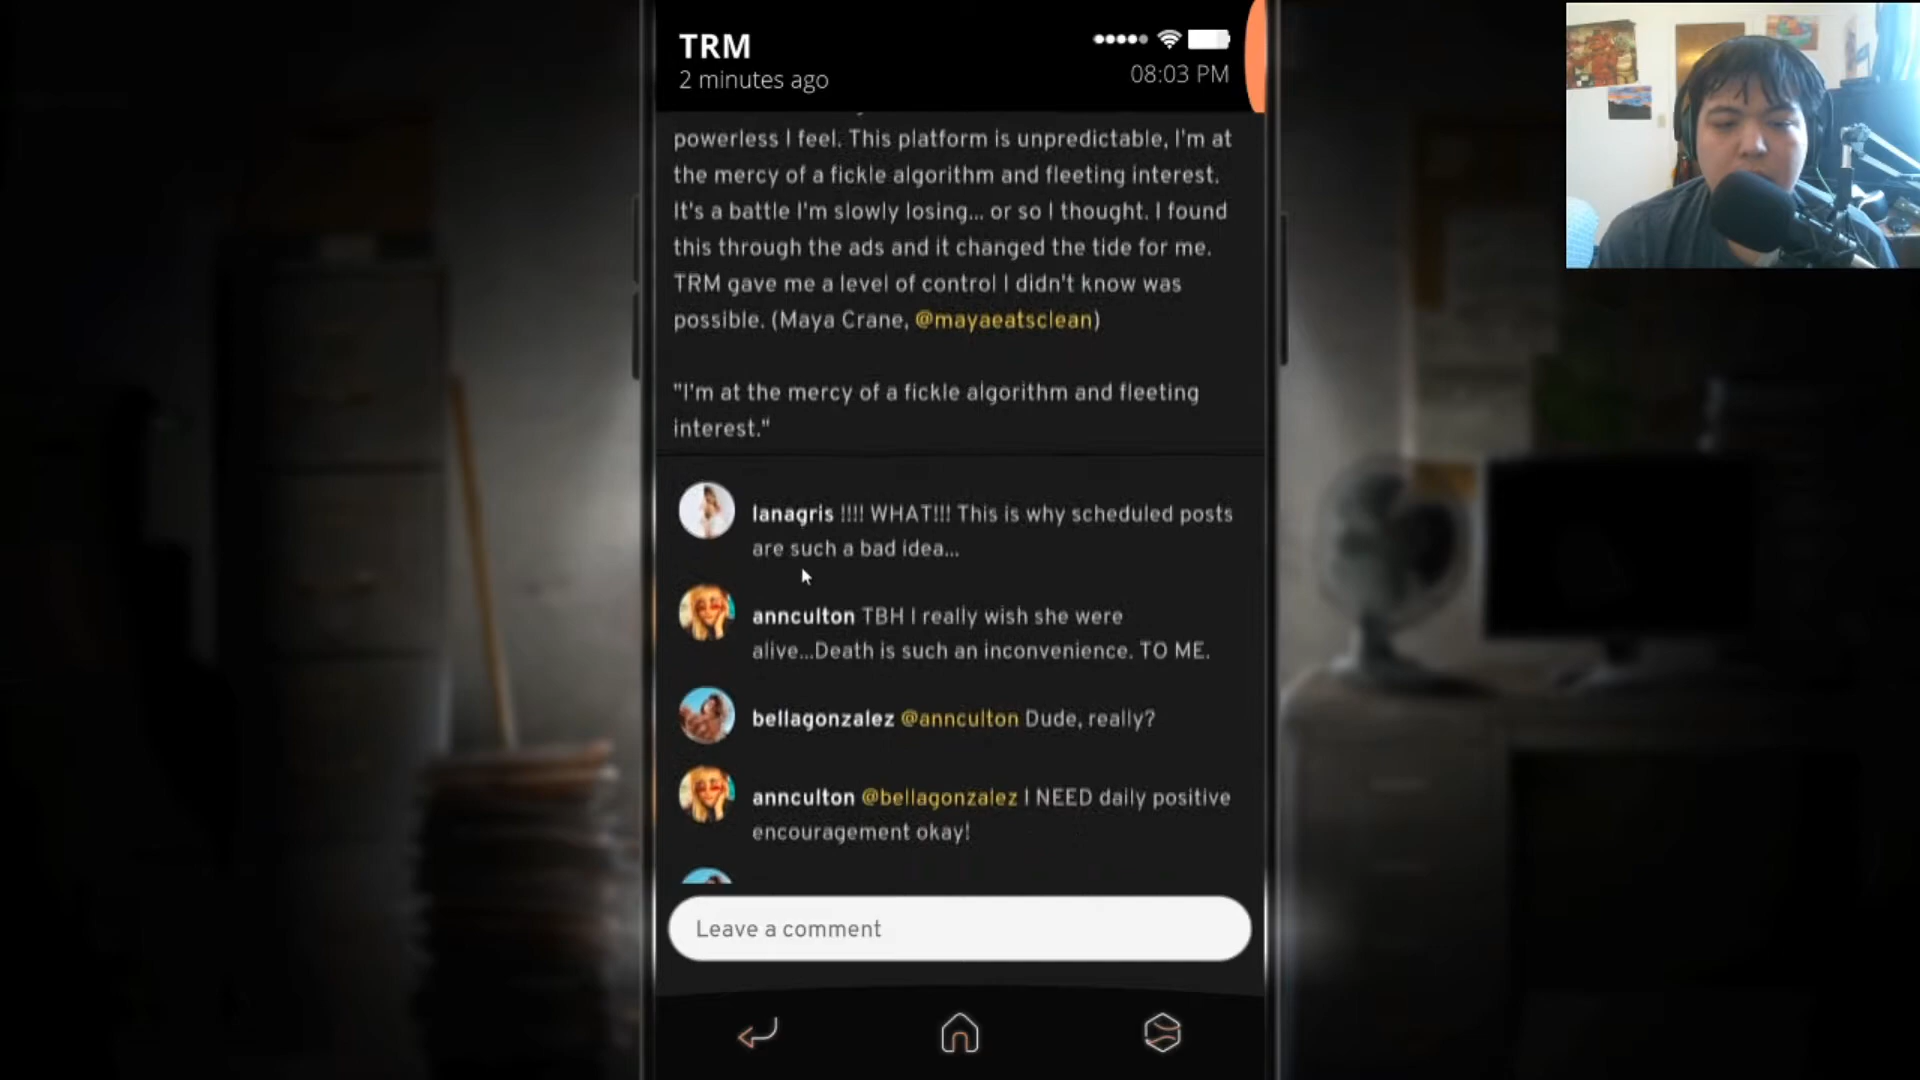 TRM
2 minutes ago
08:03 PM
powerless I feel. This platform is unpredictable, I'm at
the mercy of a fickle algorithm and fleeting interest.
It's a battle I'm slowly losing... or so I thought. I found
this through the ads and it changed the tide for me.
TRM gave me a level of control I didn't know was
possible. (Maya Crane, @mayaeatsclean)
"I'm at the mercy of a fickle algorithm and fleeting
interest."
lanagris !!!! WHAT!!! This is why scheduled posts
are such a bad idea...
annculton TBH I really wish she were
alive...Death is such an inconvenience. TO ME.
bellagonzalez @annculton Dude, really?
annculton @bellagonzalez I NEED daily positive
encouragement okay!
Leave a comment